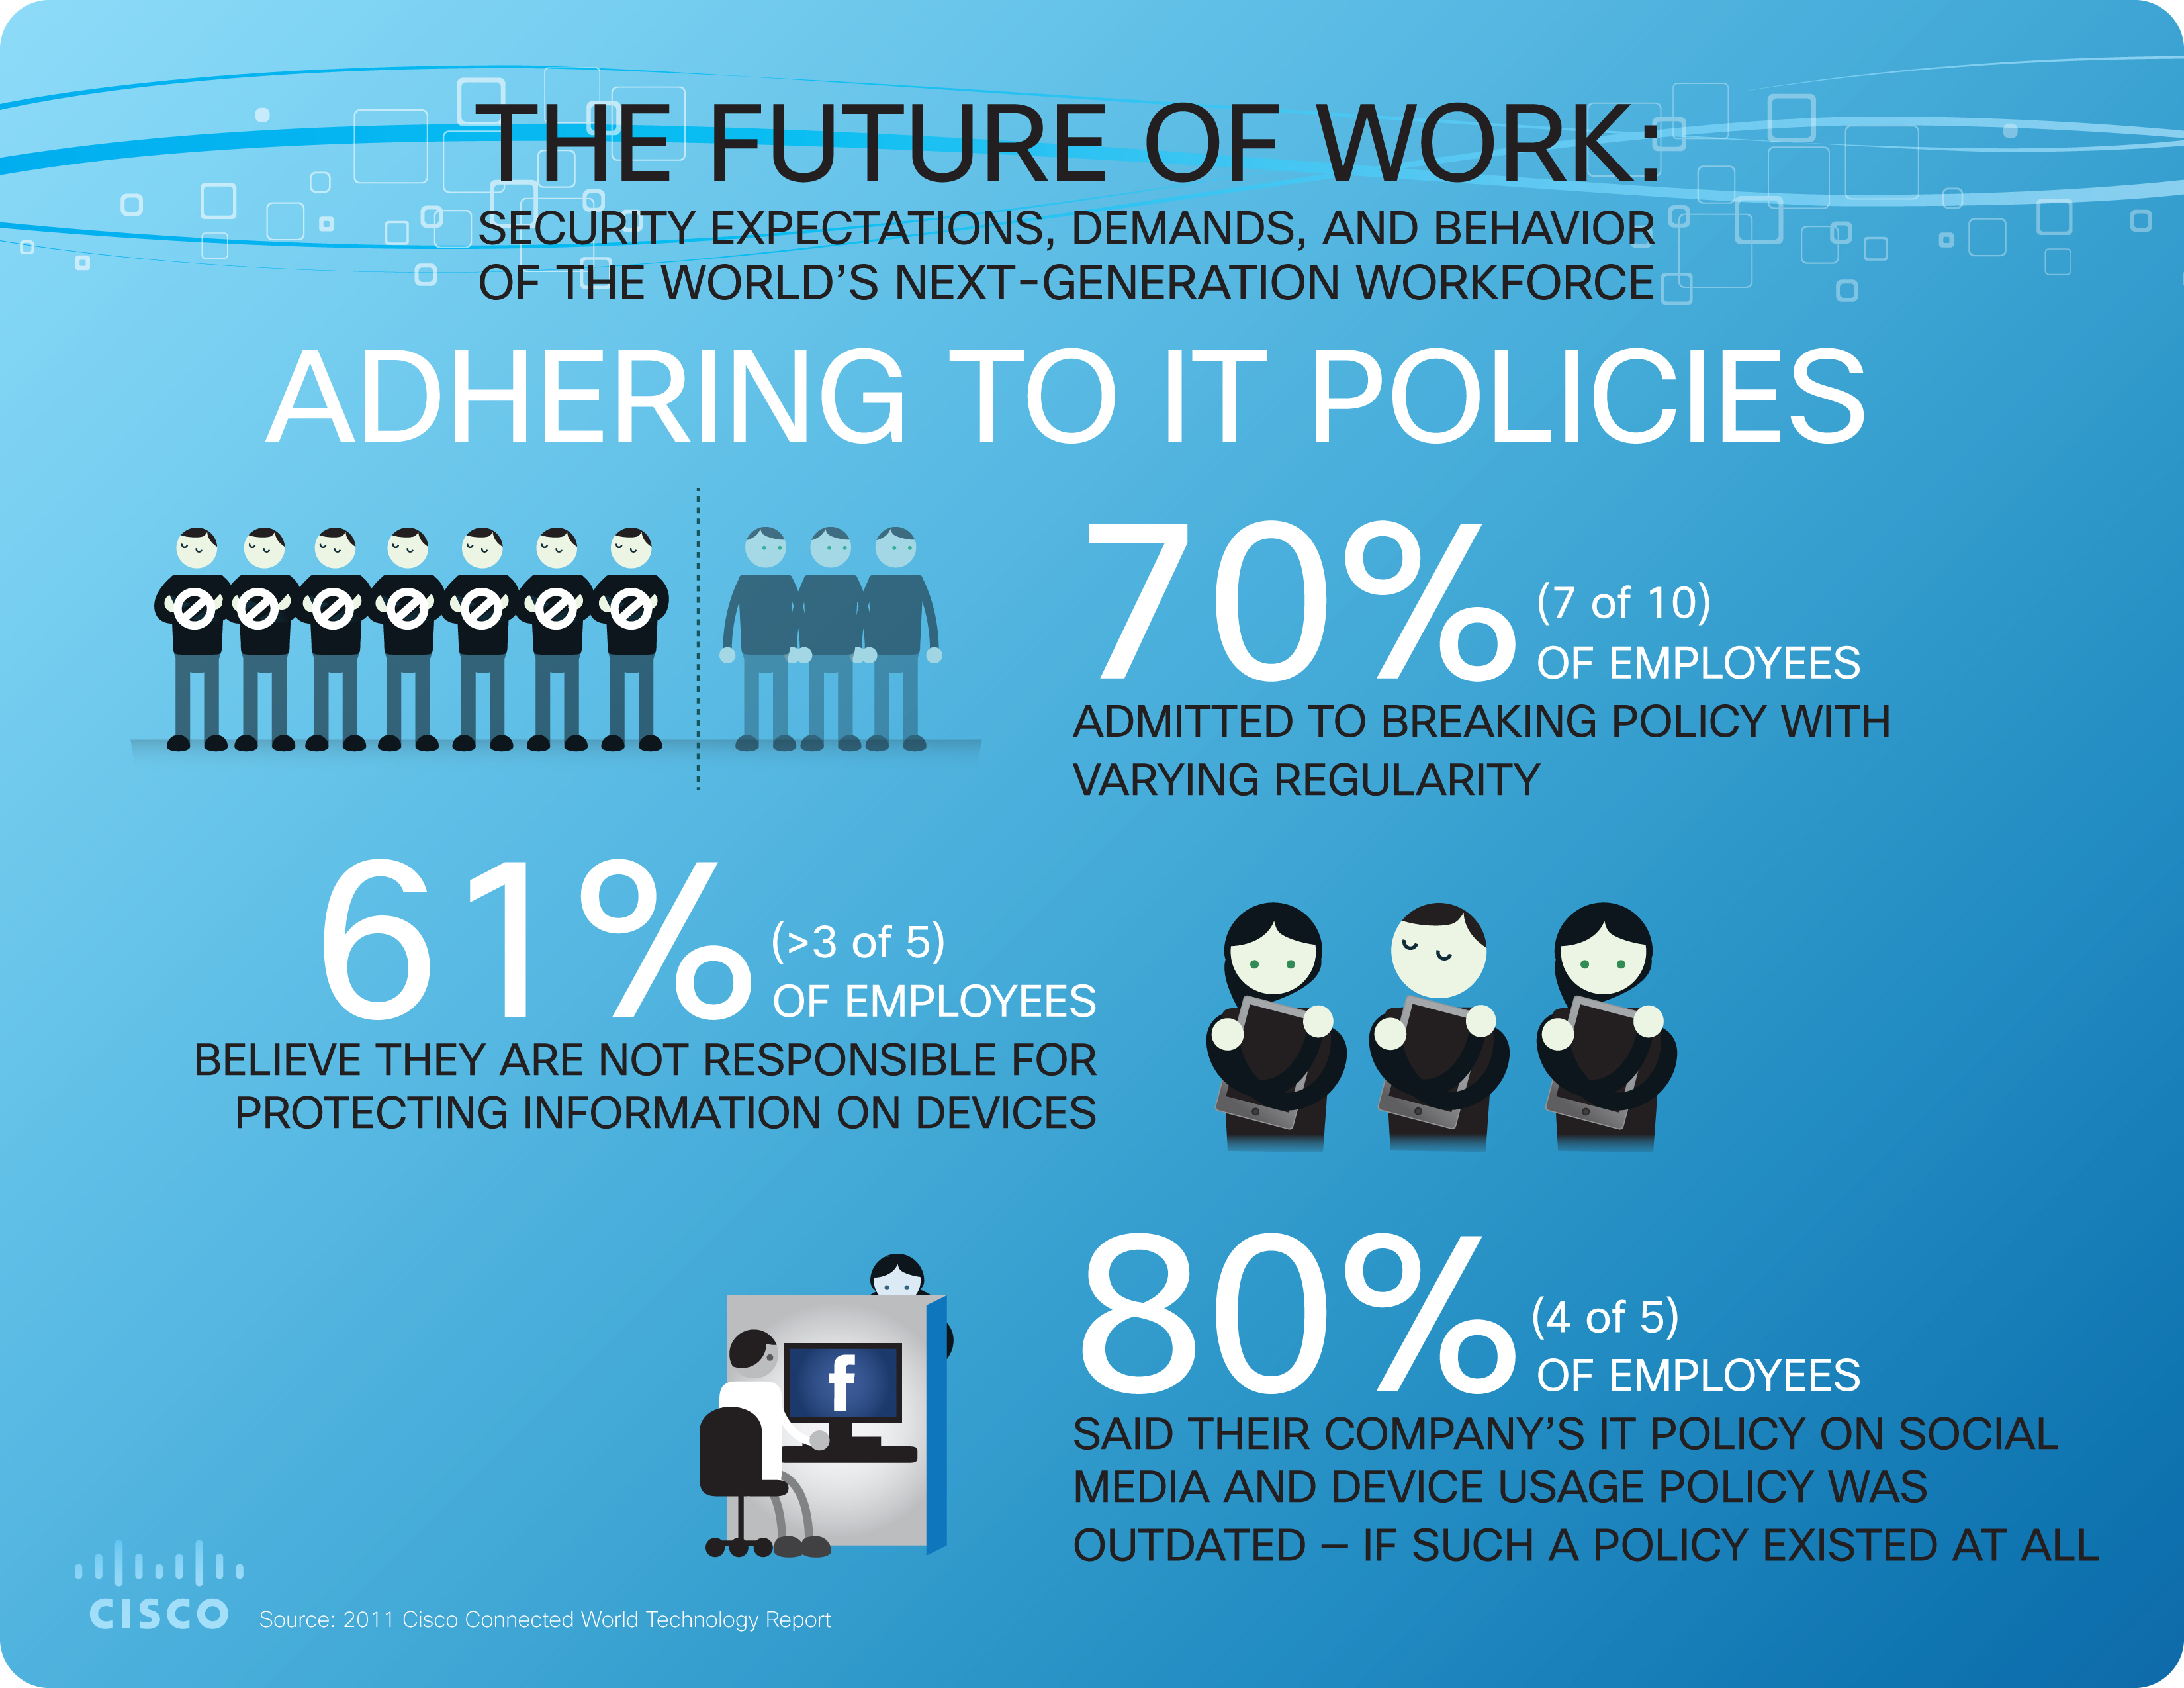 THE FUTURE OF WORK:
SECURITY EXPECTATIONS, DEMANDS, AND BEHAVIOR
OF THE WORLD'S NEXT-GENERATION WORKFORCE
ADHERING TO IT POLICIES
70% (7 of 10)
OF EMPLOYEES
ADMITTED TO BREAKING POLICY WITH
VARYING REGULARITY
61% (>3 of 5)
OF EMPLOYEES
BELIEVE THEY ARE NOT RESPONSIBLE FOR
PROTECTING INFORMATION ON DEVICES
f
80% (4 of 5)
OF EMPLOYEES
SAID THEIR COMPANY'S IT POLICY ON SOCIAL
MEDIA AND DEVICE USAGE POLICY WAS
OUTDATED – IF SUCH A POLICY EXISTED AT ALL
CISCO
Source: 2011 Cisco Connected World Technology Report